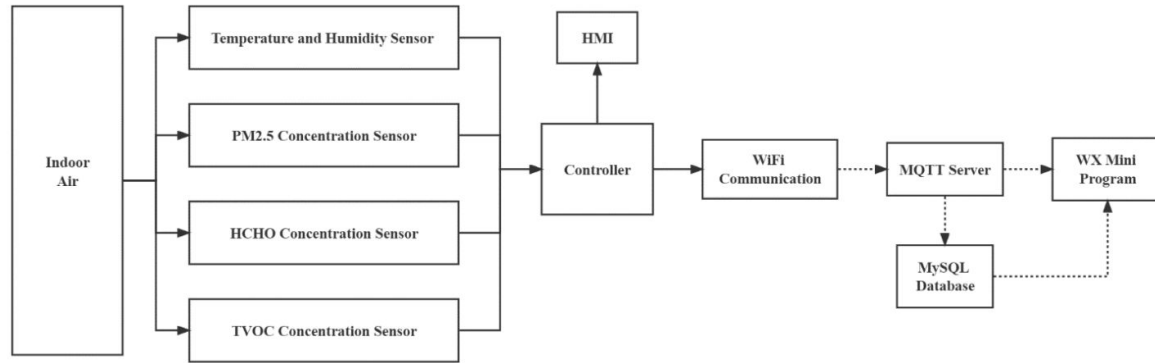 Indoor
Air
Temperature and Humidity Sensor
PM2.5 Concentration Sensor
HCHO Concentration Sensor
TVOC Concentration Sensor
HMI
Controller
WiFi
Communication
MQTT Server
MySQL
Database
WX Mini
Program